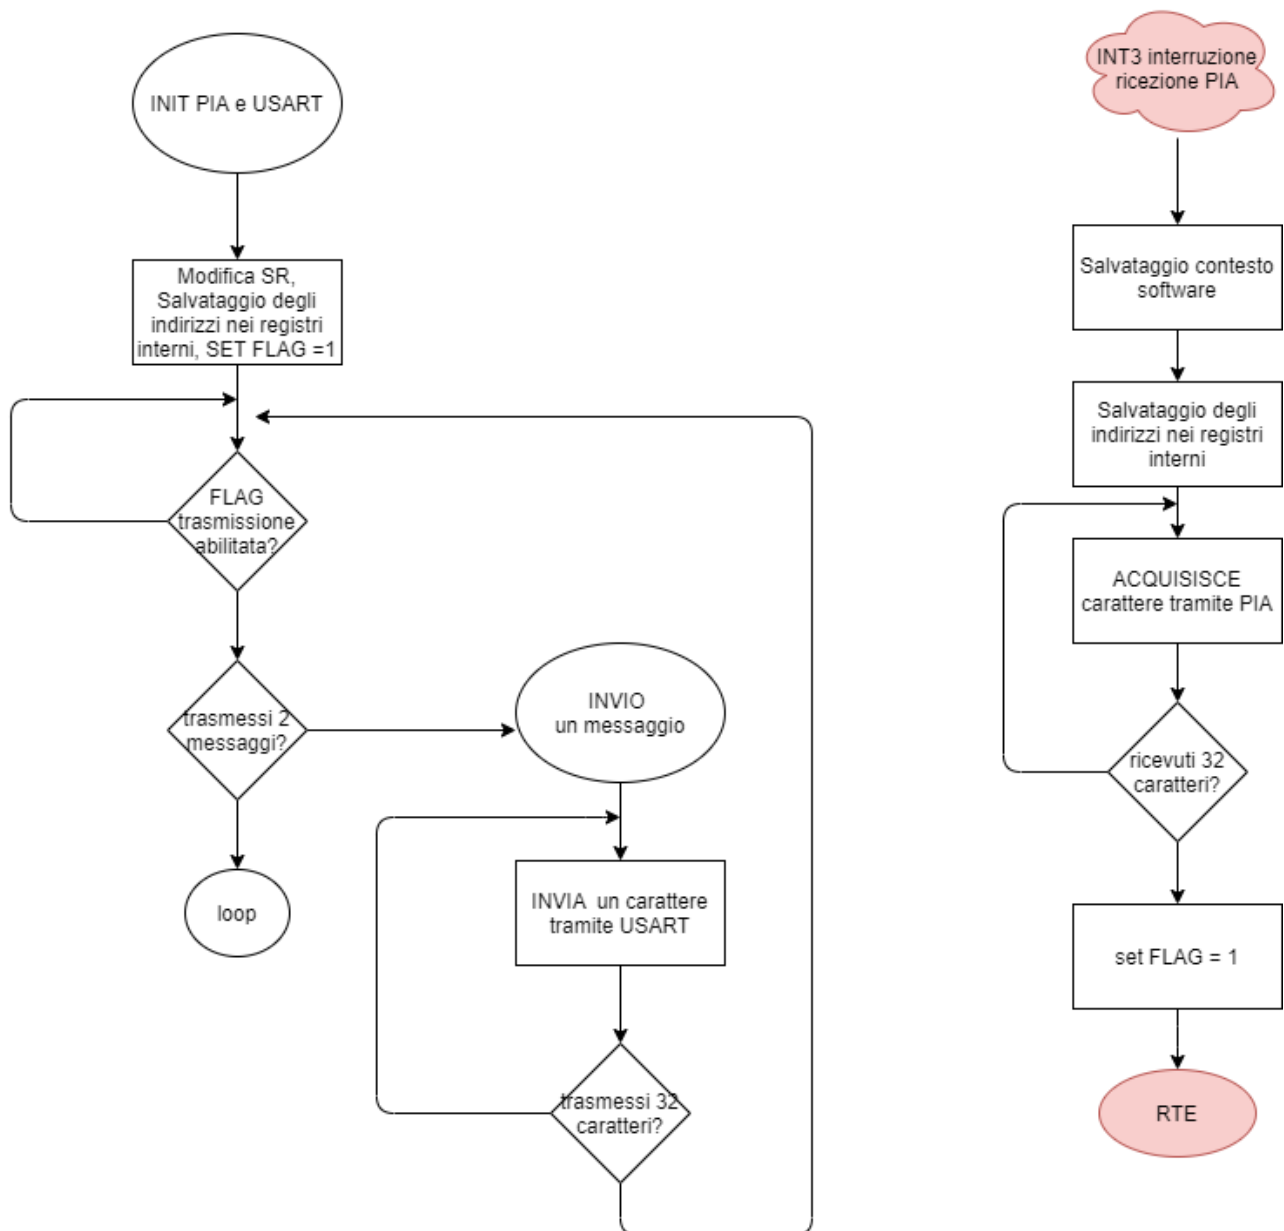 INIT PIA e USART
Modifica SR,
Salvataggio degli
indirizzi nei registri
interni, SET FLAG =1
FLAG
trasmissione
abilitata?
trasmessi 2
messaggi?
loop
INVIO
un messaggio
INVIA un carattere
tramite USART
trasmessi 32
caratteri?
INT3 interruzione
ricezione PIA
Salvataggio contesto
software
Salvataggio degli
indirizzi nei registri
interni
ACQUISISCE
carattere tramite PIA
ricevuti 32
caratteri?
set FLAG = 1
RTE